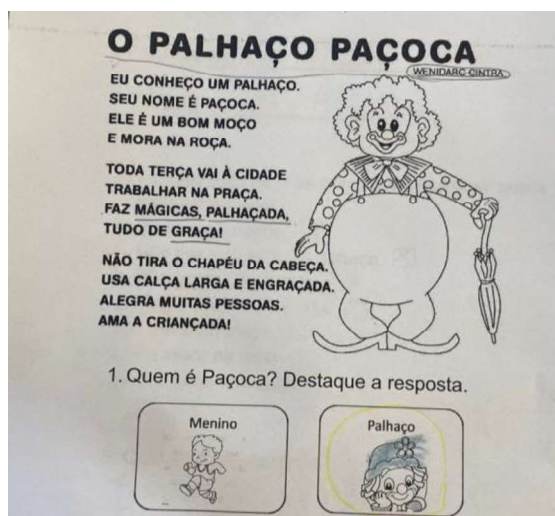 O PALHAÇO PAÇOCA
WENIDARC CINTRA
EU CONHEÇO UM PALHAÇO.
SEU NOME É PAÇOCA.
ELE É UM BOM MOÇO
E MORA NA ROÇA.
TODA TERÇA VAI À CIDADE
TRABALHAR NA PRAÇA.
FAZ MÁGICAS, PALHAÇADA,
TUDO DE GRAÇA!
NÃO TIRA O CHAPÉU DA CABEÇA.
USA CALÇA LARGA E ENGRAÇADA.
ALEGRA MUITAS PESSOAS.
AMA A CRIANÇADA!
1. Quem é Paçoca? Destaque a resposta.
Menino
Palhaço